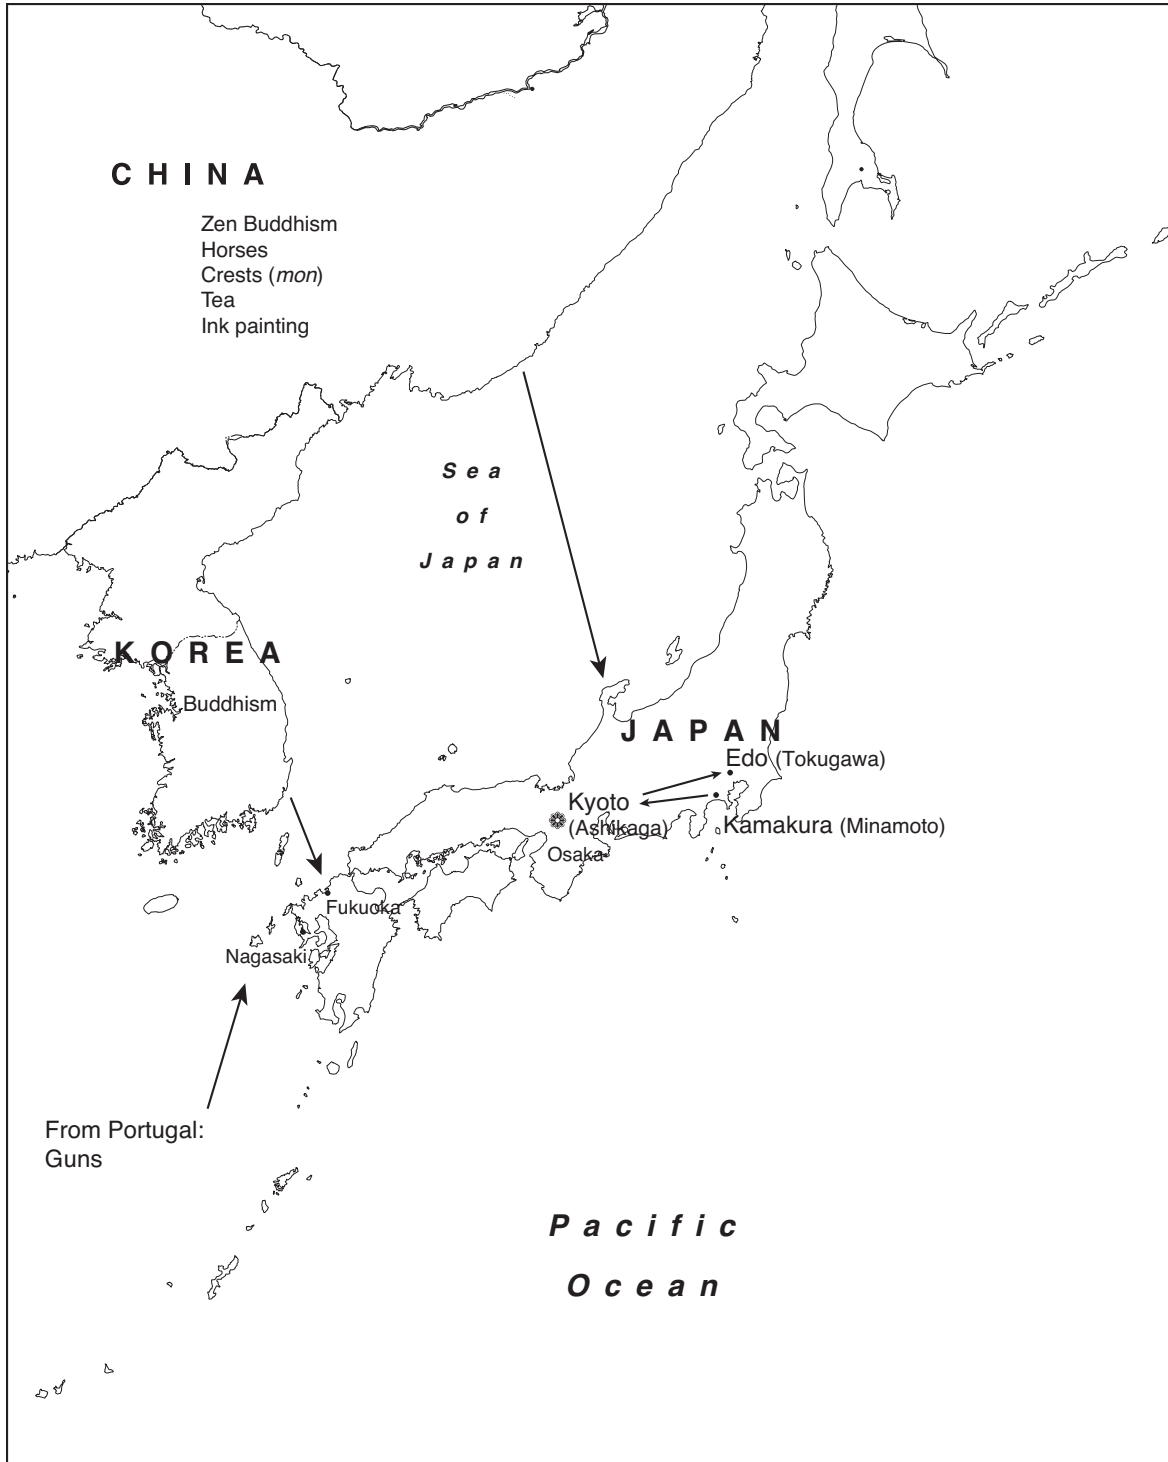 CHINA
Zen Buddhism
Horses
Crests (mon)
Tea
Ink painting
Sea
of
Japan
KOREA
Buddhism
JAPAN
Edo (Tokugawa)
Kyoto
(Ashikaga)
Kamakura (Minamoto)
Osaka
Fukuoka
Nagasaki
From Portugal:
Guns
Pacific
Ocean